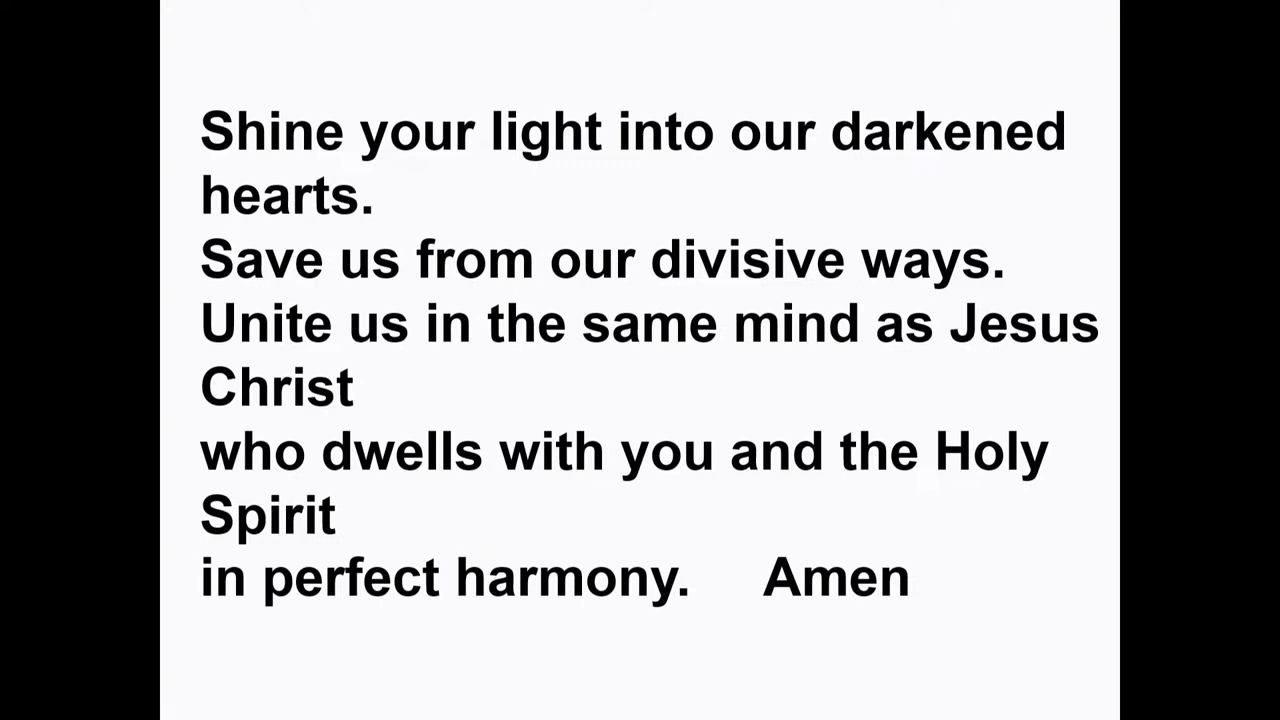 Shine your light into our darkened
hearts.
Save us from our divisive ways.
Unite us in the same mind as Jesus
Christ
who dwells with you and the Holy
Spirit
in perfect harmony. Amen